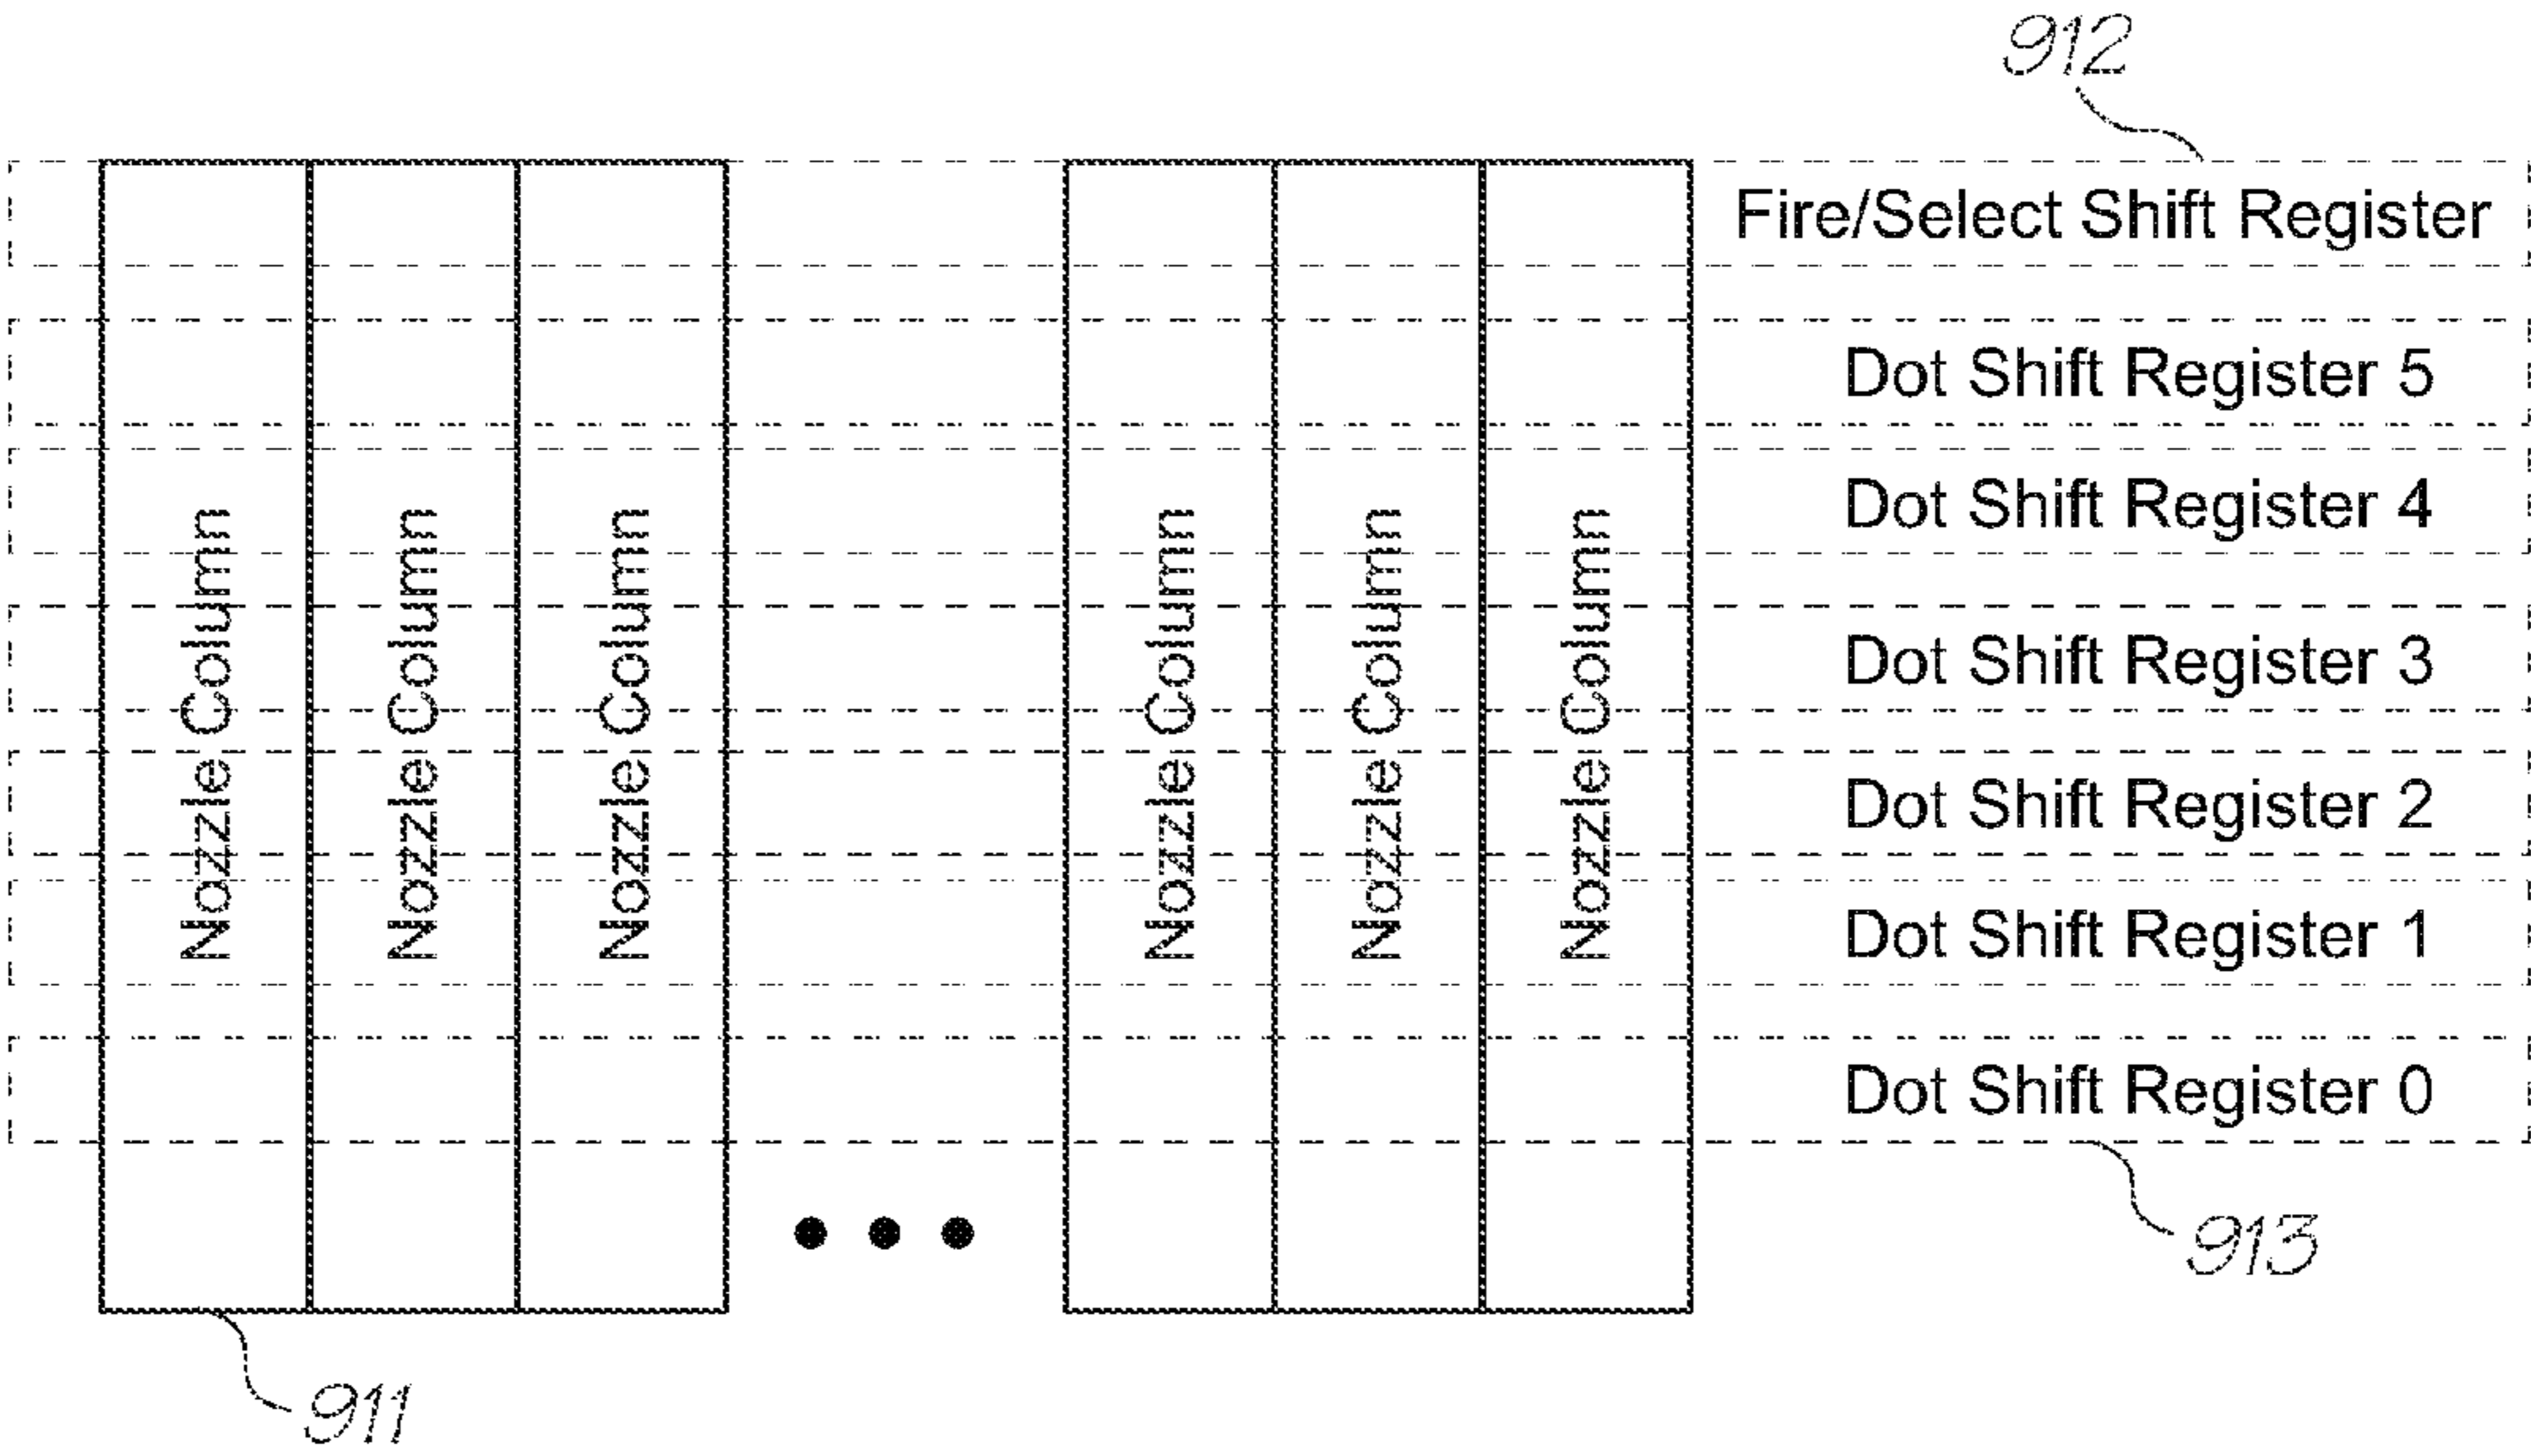 912
Fire/Select Shift Register
Dot Shift Register 5
Dot Shift Register 4
Dot Shift Register 3
Dot Shift Register 2
Dot Shift Register 1
Dot Shift Register 0
Nozzle Column
Nozzle Column
Nozzle Column
Nozzle Column
Nozzle Column
Nozzle Column
913
911